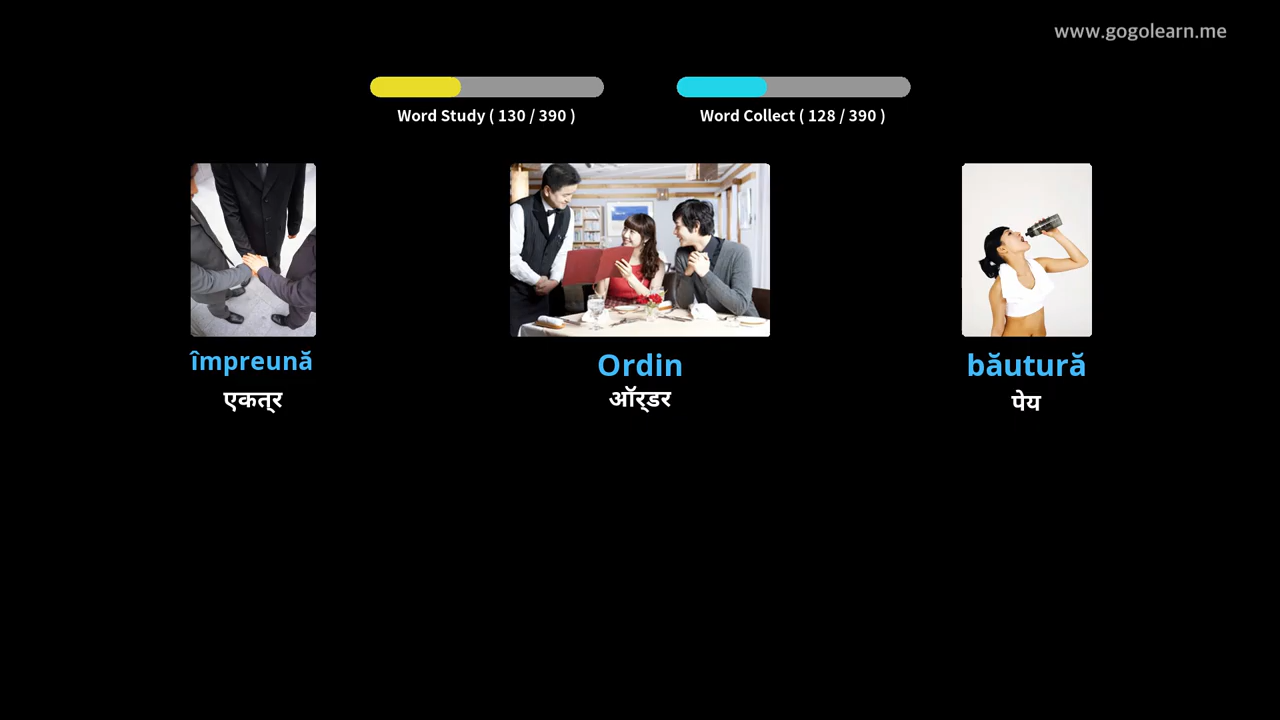 www.gogolearn.me
Word Study ( 130 / 390 )
Word Collect ( 128 / 390 )
împreună
एकत्र
Ordin
ऑर्डर
băutură
पेय